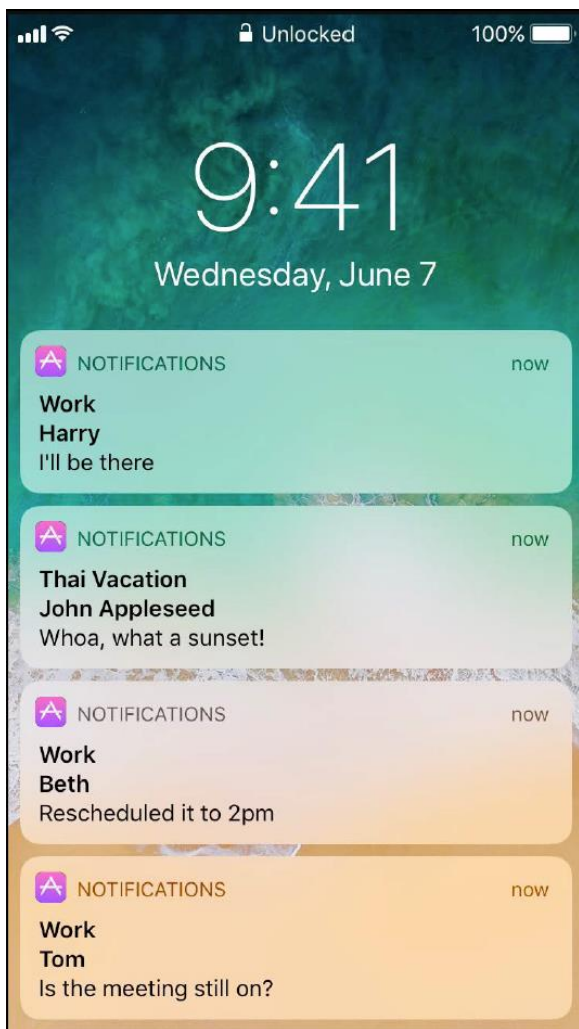 Unlocked 100%
9:41
Wednesday, June 7
NOTIFICATIONS now
Work
Harry
I'll be there
NOTIFICATIONS now
Thai Vacation
John Appleseed
Whoa, what a sunset!
NOTIFICATIONS now
Work
Beth
Rescheduled it to 2pm
NOTIFICATIONS now
Work
Tom
Is the meeting still on?